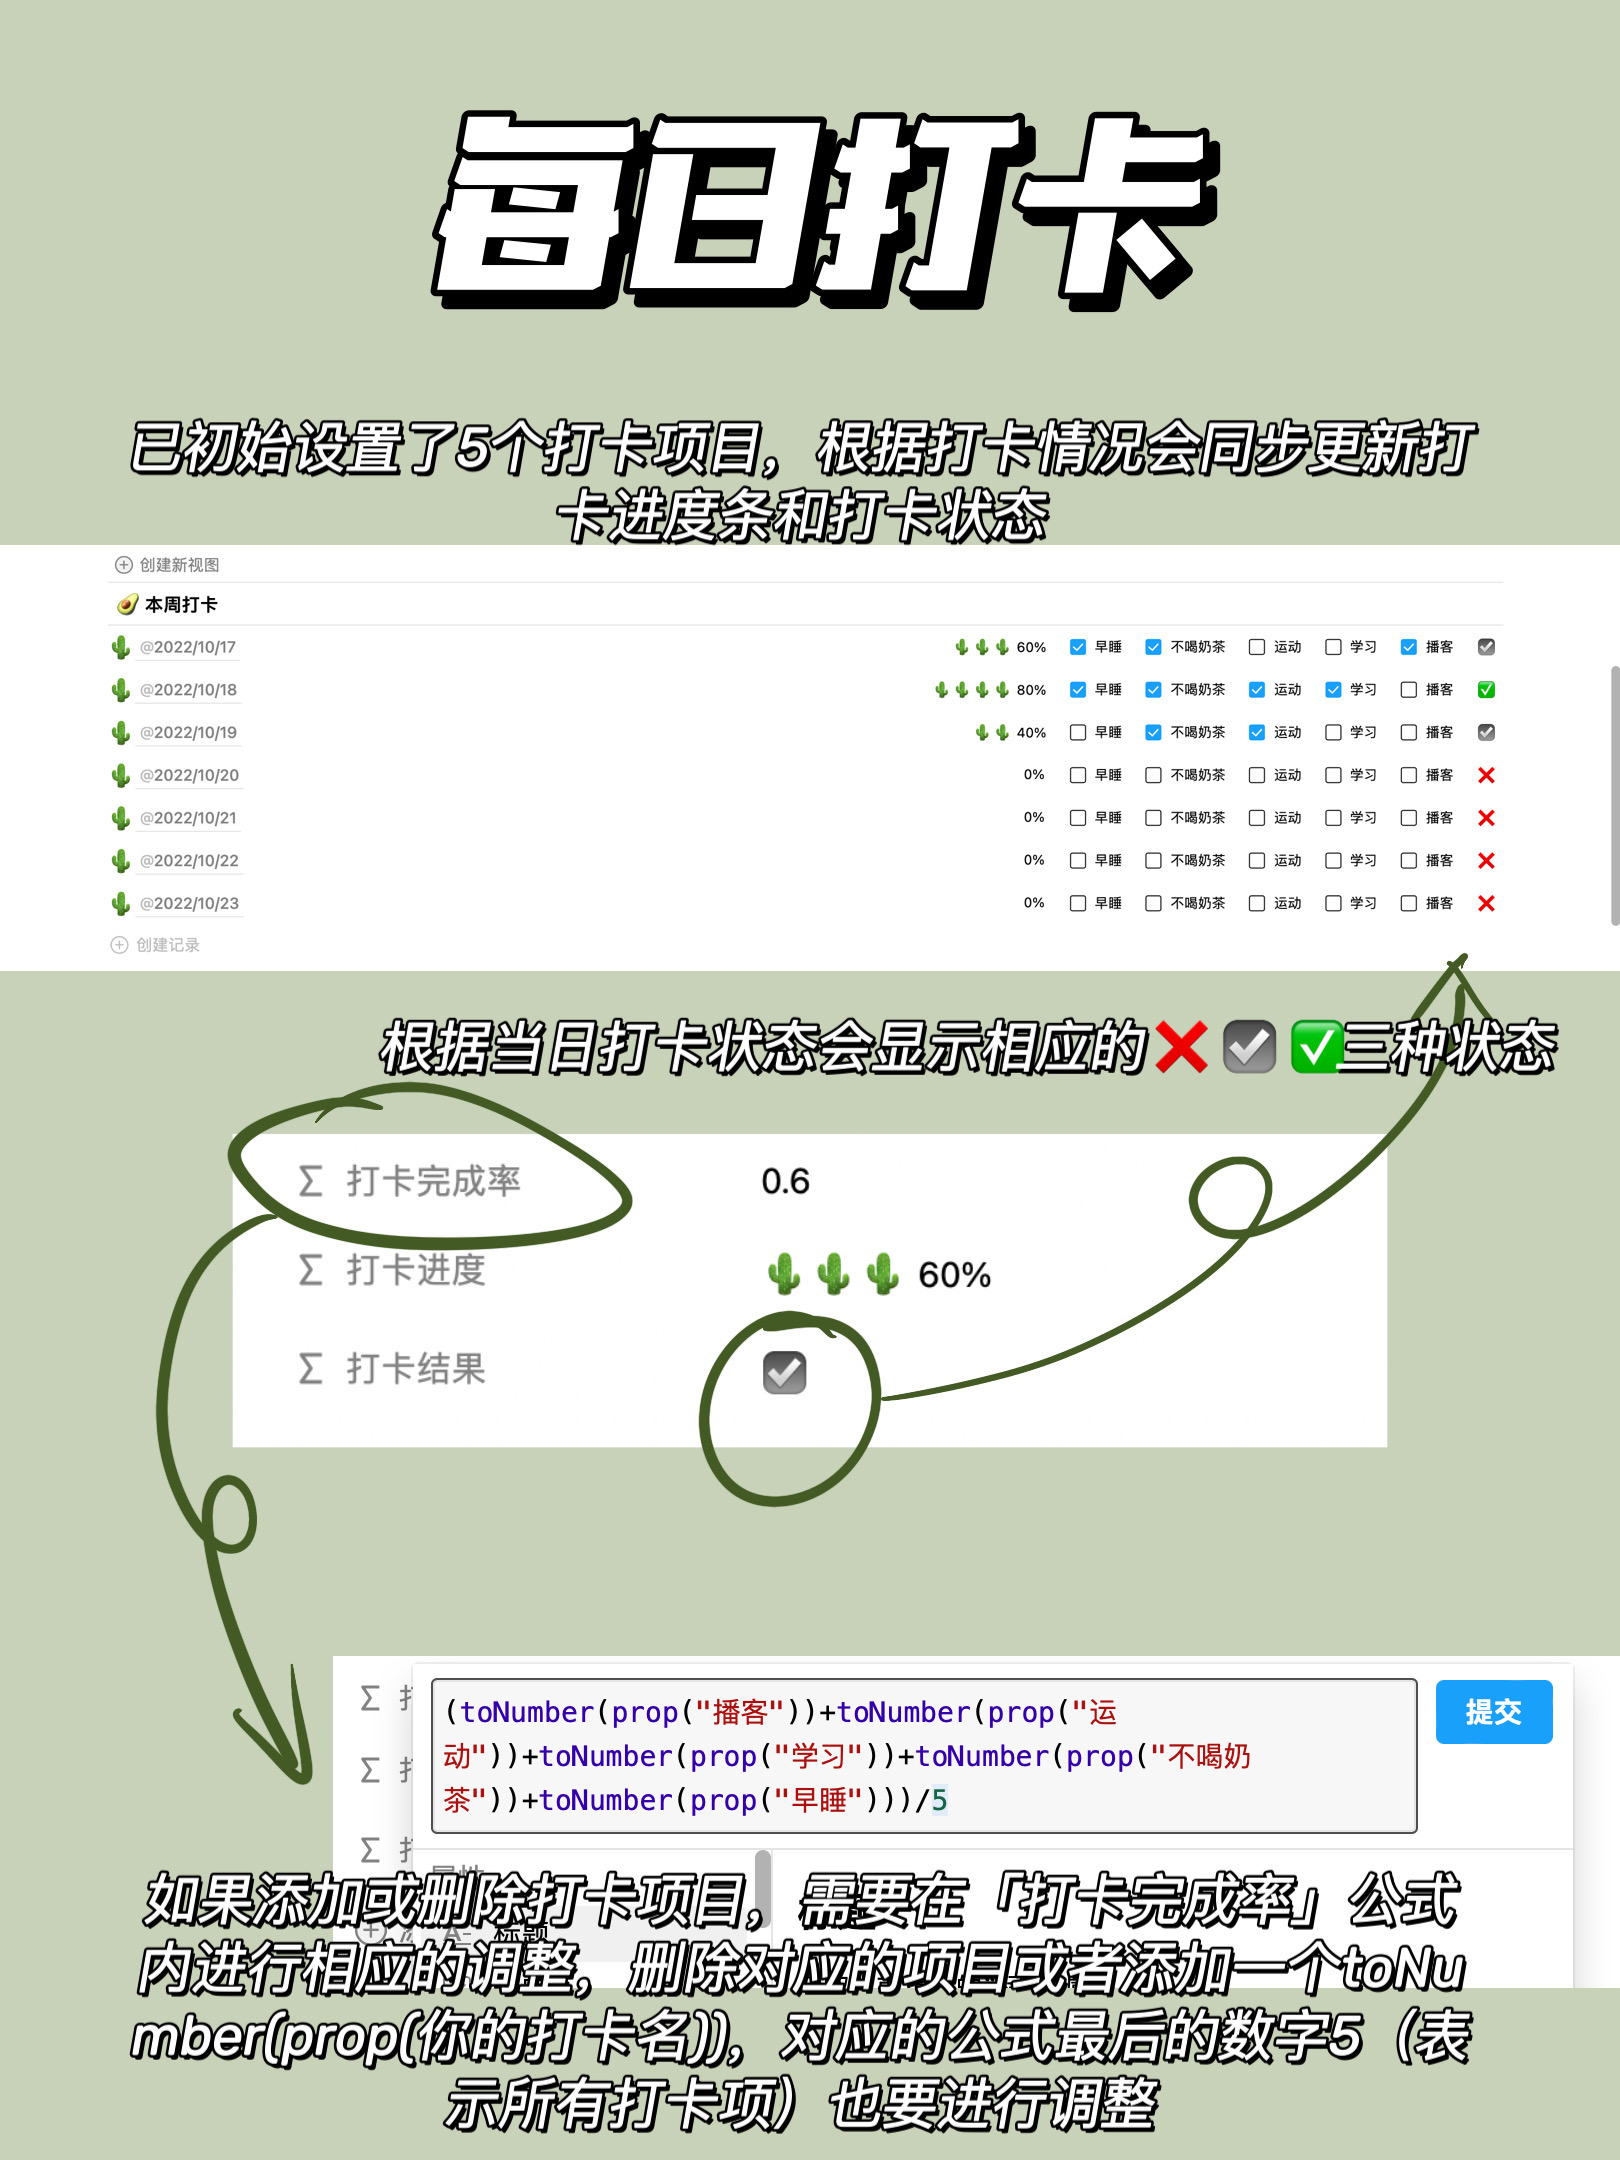 每日打卡
已初始设置了5个打卡项目，根据打卡情况会同步更新打
卡进度条和打卡状态
创建新视图
🥑 本周打卡
🌵 @2022/10/17 🌵🌵🌵 60% ☑ 早睡 ☑ 不喝奶茶 ☐ 运动 ☐ 学习 ☑ 播客 ☑️
🌵 @2022/10/18 🌵🌵🌵🌵 80% ☑ 早睡 ☑ 不喝奶茶 ☑ 运动 ☑ 学习 ☐ 播客 ✅
🌵 @2022/10/19 🌵🌵 40% ☐ 早睡 ☑ 不喝奶茶 ☑ 运动 ☐ 学习 ☐ 播客 ☑️
🌵 @2022/10/20 0% ☐ 早睡 ☐ 不喝奶茶 ☐ 运动 ☐ 学习 ☐ 播客 ❌
🌵 @2022/10/21 0% ☐ 早睡 ☐ 不喝奶茶 ☐ 运动 ☐ 学习 ☐ 播客 ❌
🌵 @2022/10/22 0% ☐ 早睡 ☐ 不喝奶茶 ☐ 运动 ☐ 学习 ☐ 播客 ❌
🌵 @2022/10/23 0% ☐ 早睡 ☐ 不喝奶茶 ☐ 运动 ☐ 学习 ☐ 播客 ❌
创建记录
根据当日打卡状态会显示相应的❌☑️✅三种状态
Σ 打卡完成率 0.6
Σ 打卡进度 🌵🌵🌵 60%
Σ 打卡结果 ☑️
(toNumber(prop("播客"))+toNumber(prop("运
动"))+toNumber(prop("学习"))+toNumber(prop("不喝奶
茶"))+toNumber(prop("早睡")))/5
提交
如果添加或删除打卡项目，需要在「打卡完成率」公式
内进行相应的调整，删除对应的项目或者添加一个toNu
mber(prop(你的打卡名))，对应的公式最后的数字5（表
示所有打卡项）也要进行调整